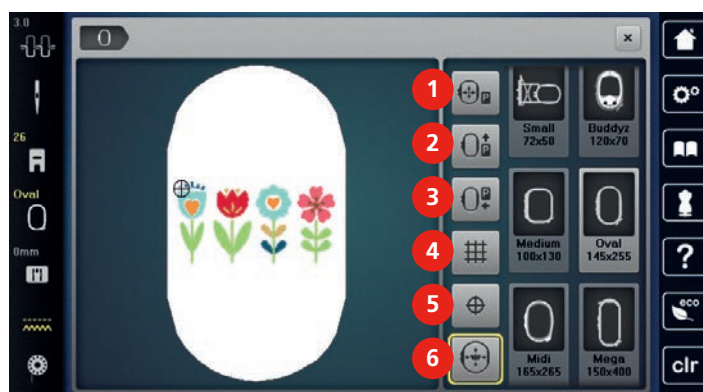 3.0
26
Oval
0mm
0
×
1
2
3
4
5
6
P
P
P
Small
72x50
Buddyz
120x70
Medium
100x130
Oval
145x255
Midi
165x265
Mega
150x400
?
eco
clr